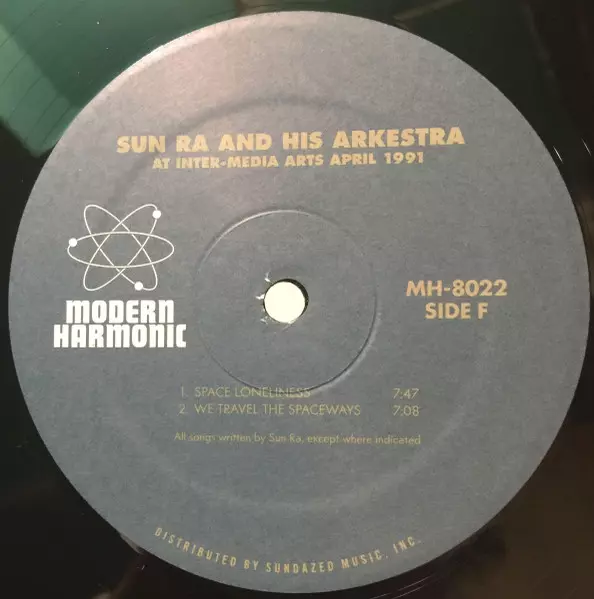 SUN RA AND HIS ARKESTRA
AT INTER-MEDIA ARTS APRIL 1991
MODERN
HARMONIC
MH-8022
SIDE F
1. SPACE LONELINESS 7:47
2. WE TRAVEL THE SPACEWAYS 7:08
All songs written by Sun Ra, except where indicated
DISTRIBUTED BY SUNDAZED MUSIC, INC.